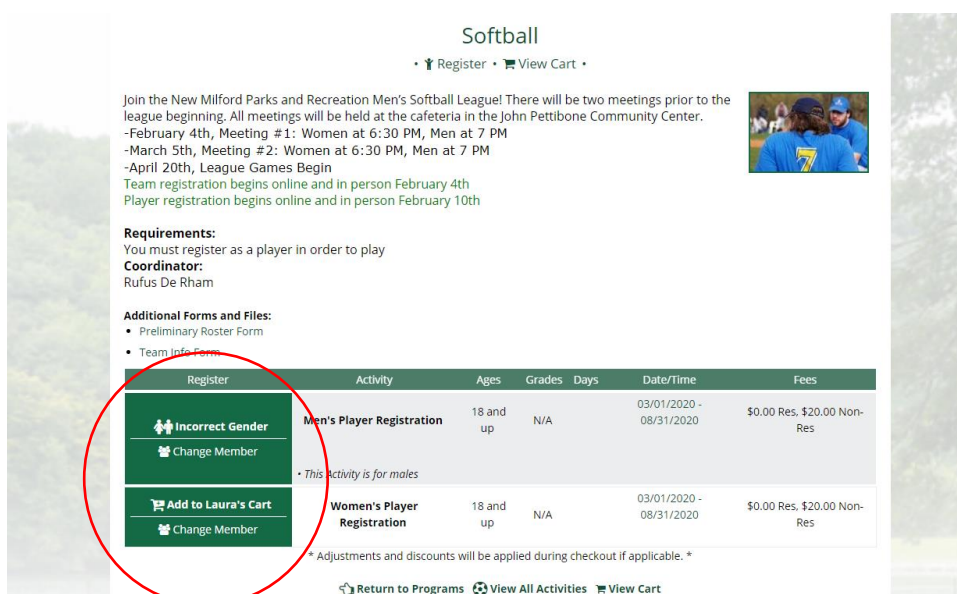 Softball
• Register • View Cart •
Join the New Milford Parks and Recreation Men's Softball League! There will be two meetings prior to the
league beginning. All meetings will be held at the cafeteria in the John Pettibone Community Center.
-February 4th, Meeting #1: Women at 6:30 PM, Men at 7 PM
-March 5th, Meeting #2: Women at 6:30 PM, Men at 7 PM
-April 20th, League Games Begin
Team registration begins online and in person February 4th
Player registration begins online and in person February 10th
7
Requirements:
You must register as a player in order to play
Coordinator:
Rufus De Rham
Additional Forms and Files:
• Preliminary Roster Form
• Team Info Form
Register Activity Ages Grades Days Date/Time Fees
Incorrect Gender
Change Member
Men's Player Registration
18 and
up
N/A
03/01/2020 -
08/31/2020
$0.00 Res, $20.00 Non-
Res
• This Activity is for males
Add to Laura's Cart
Change Member
Women's Player
Registration
18 and
up
N/A
03/01/2020 -
08/31/2020
$0.00 Res, $20.00 Non-
Res
* Adjustments and discounts will be applied during checkout if applicable. *
Return to Programs View All Activities View Cart